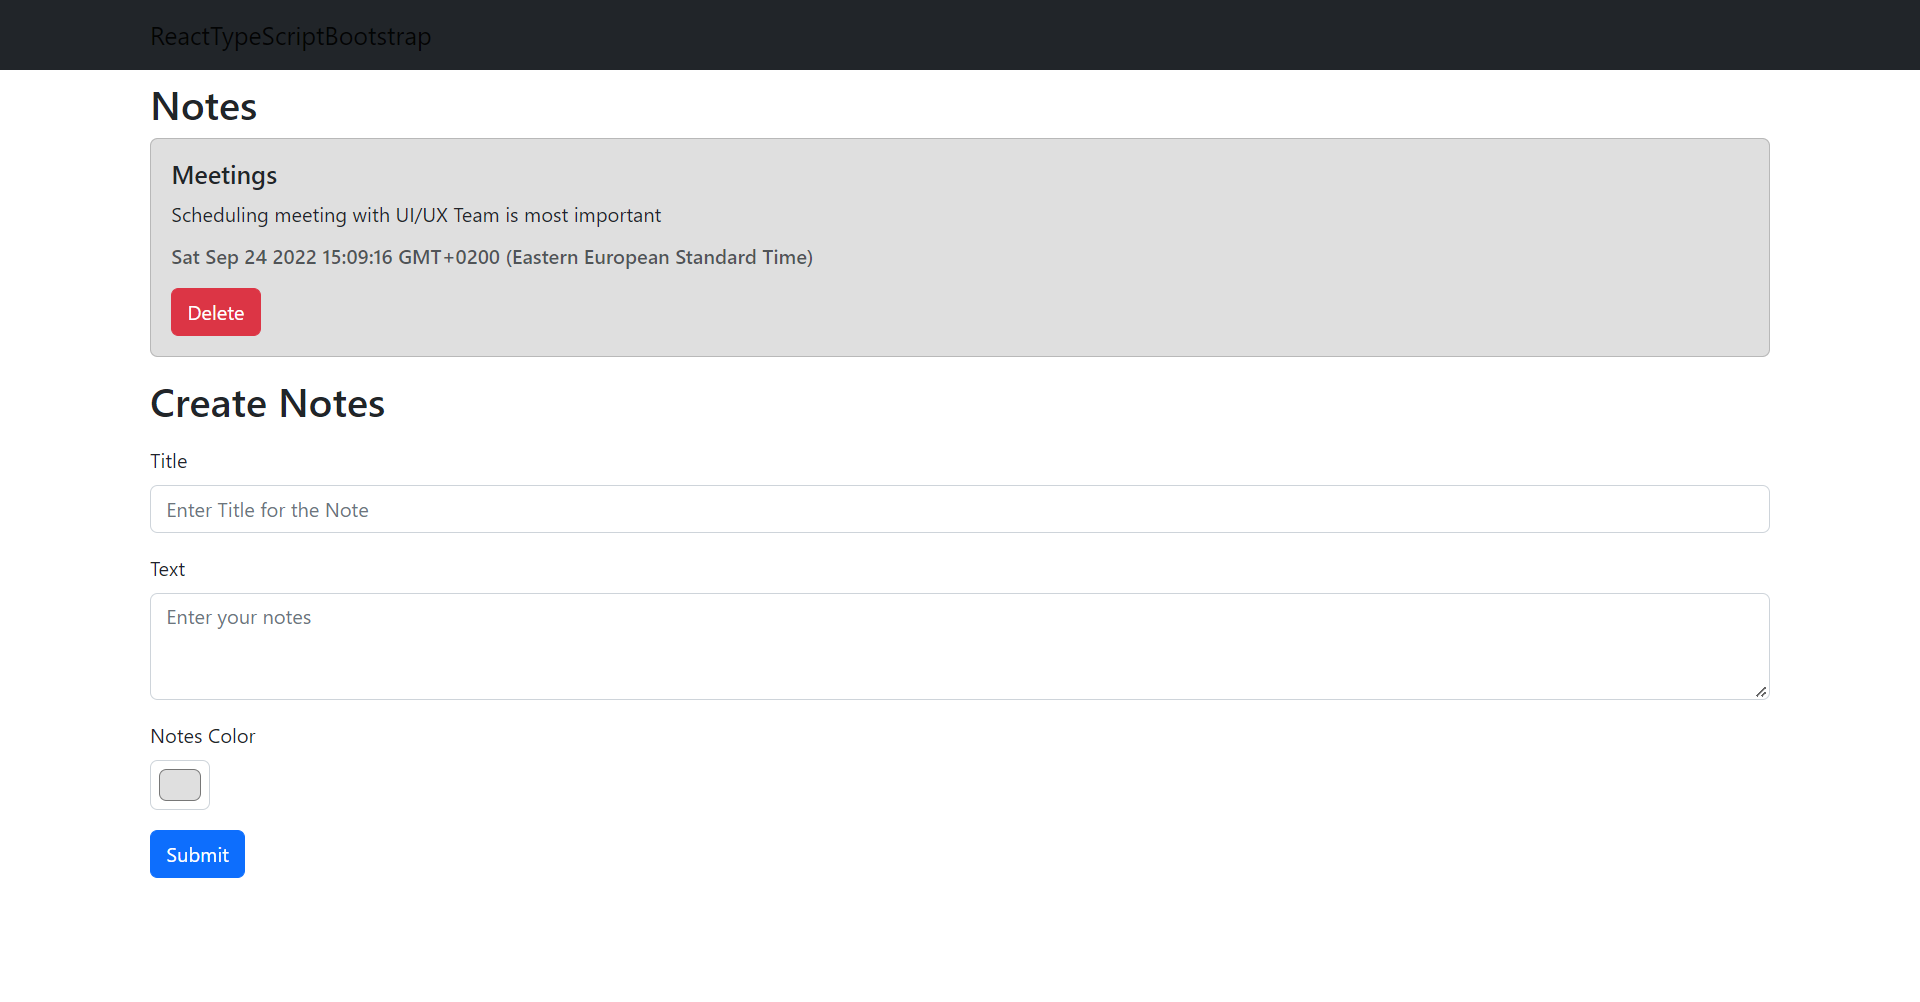 ReactTypeScriptBootstrap
Notes
Meetings
Scheduling meeting with UI/UX Team is most important
Sat Sep 24 2022 15:09:16 GMT+0200 (Eastern European Standard Time)
Delete
Create Notes
Title
Enter Title for the Note
Text
Enter your notes
Notes Color
Submit